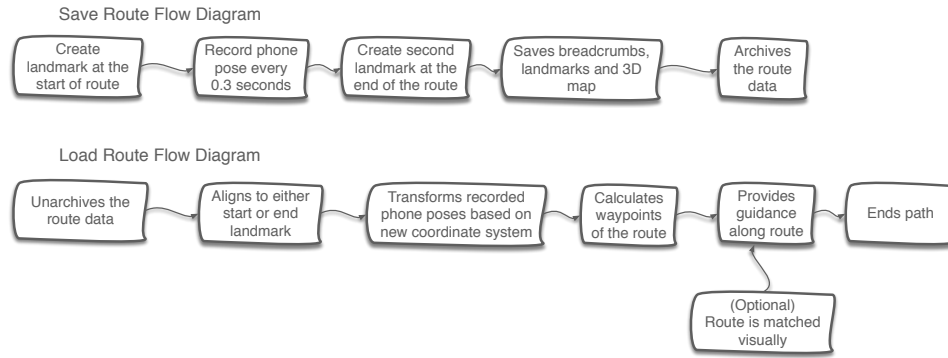 Save Route Flow Diagram
Create
landmark at the
start of route
Record phone
pose every
0.3 seconds
Create second
landmark at the
end of the route
Saves breadcrumbs,
landmarks and 3D
map
Archives
the route
data
Load Route Flow Diagram
Unarchives the
route data
Aligns to either
start or end
landmark
Transforms recorded
phone poses based on
new coordinate system
Calculates
waypoints
of the route
Provides
guidance
along route
Ends path
(Optional)
Route is matched
visually